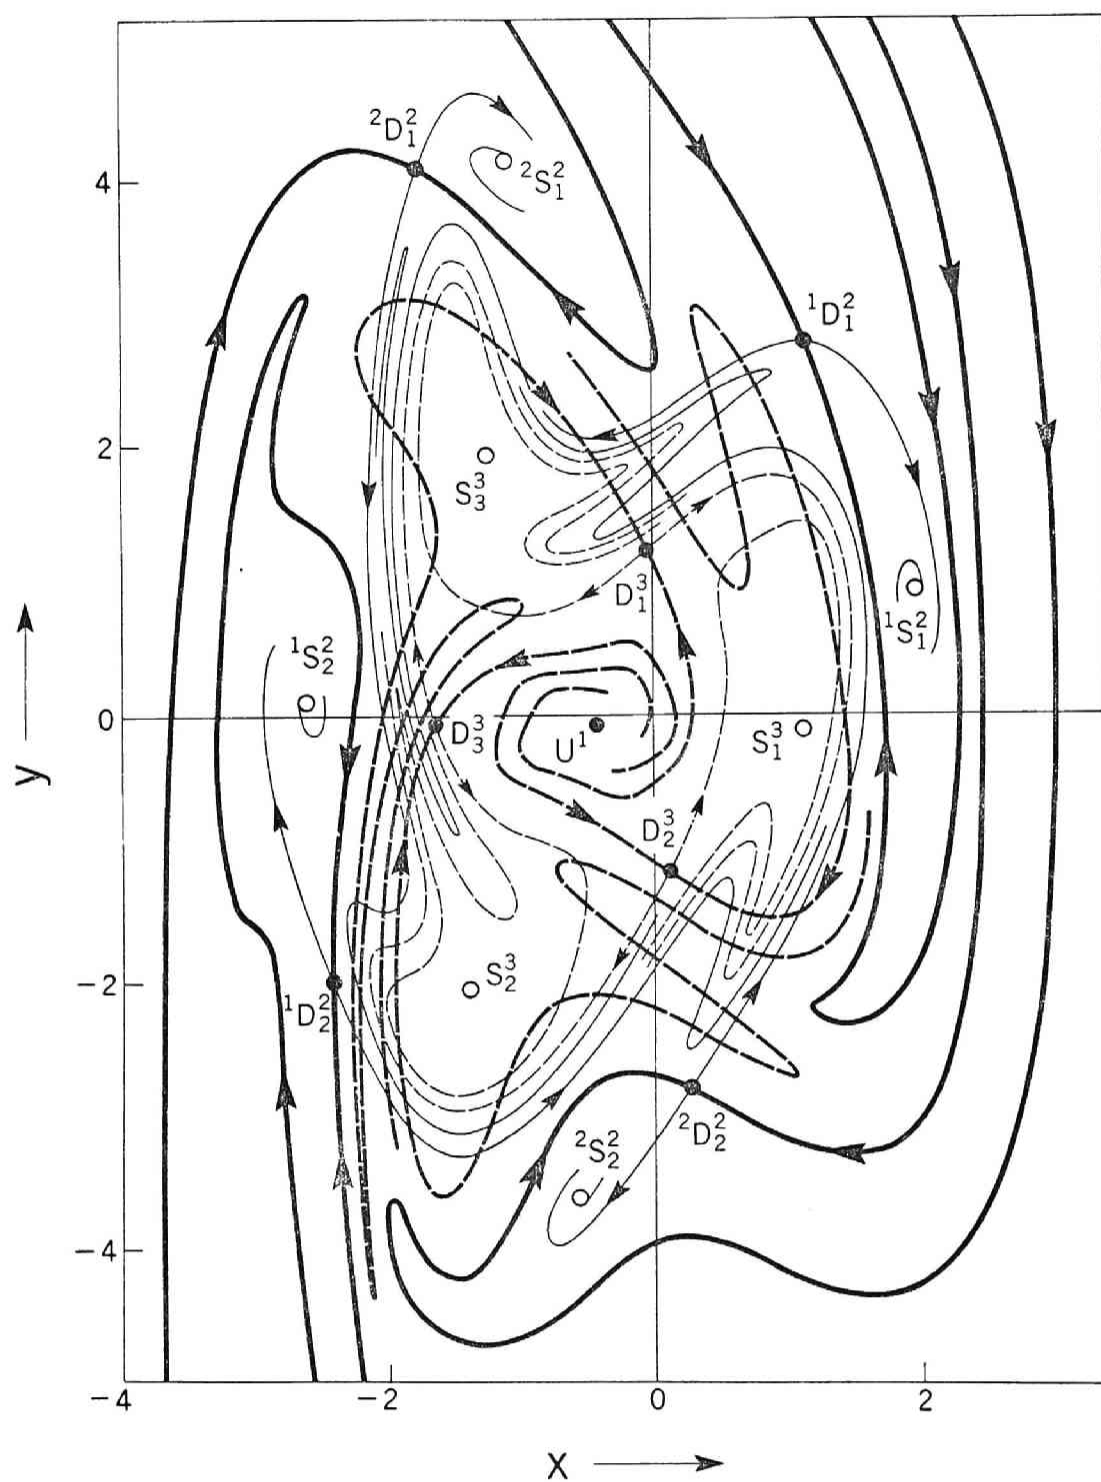 ²D₁²
²S₁²
4
¹D₁²
2
S₃³
D₁³
¹S₁²
¹S₂²
0
D₃³
U¹
S₁³
y
D₂³
−2
S₂³
¹D₂²
²D₂²
²S₂²
−4
−4
−2
0
2
x